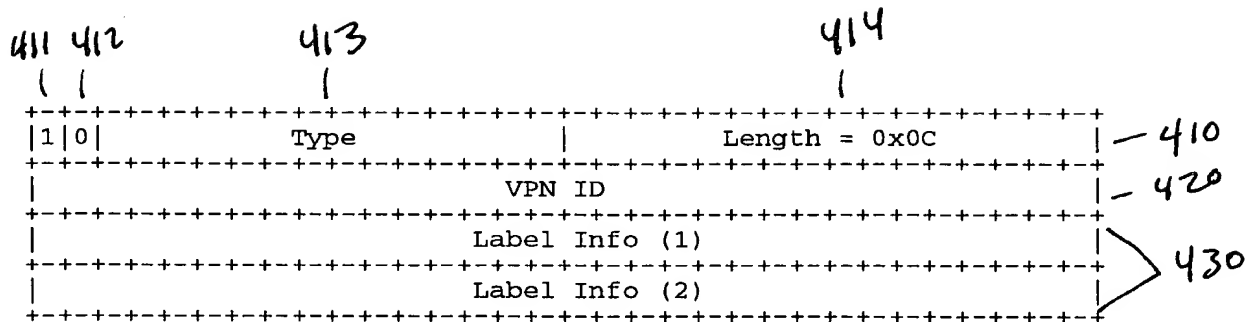 411 412 413 414
+-+-+-+-+-+-+-+-+-+-+-+-+-+-+-+-+-+-+-+-+-+-+-+-+-+-+-+-+-+-+-+-+
|1|0| Type | Length = 0x0C | - 410
+-+-+-+-+-+-+-+-+-+-+-+-+-+-+-+-+-+-+-+-+-+-+-+-+-+-+-+-+-+-+-+-+
| VPN ID | - 420
+-+-+-+-+-+-+-+-+-+-+-+-+-+-+-+-+-+-+-+-+-+-+-+-+-+-+-+-+-+-+-+-+
| Label Info (1) |
+-+-+-+-+-+-+-+-+-+-+-+-+-+-+-+-+-+-+-+-+-+-+-+-+-+-+-+-+-+-+-+-+ 430
| Label Info (2) |
+-+-+-+-+-+-+-+-+-+-+-+-+-+-+-+-+-+-+-+-+-+-+-+-+-+-+-+-+-+-+-+-+